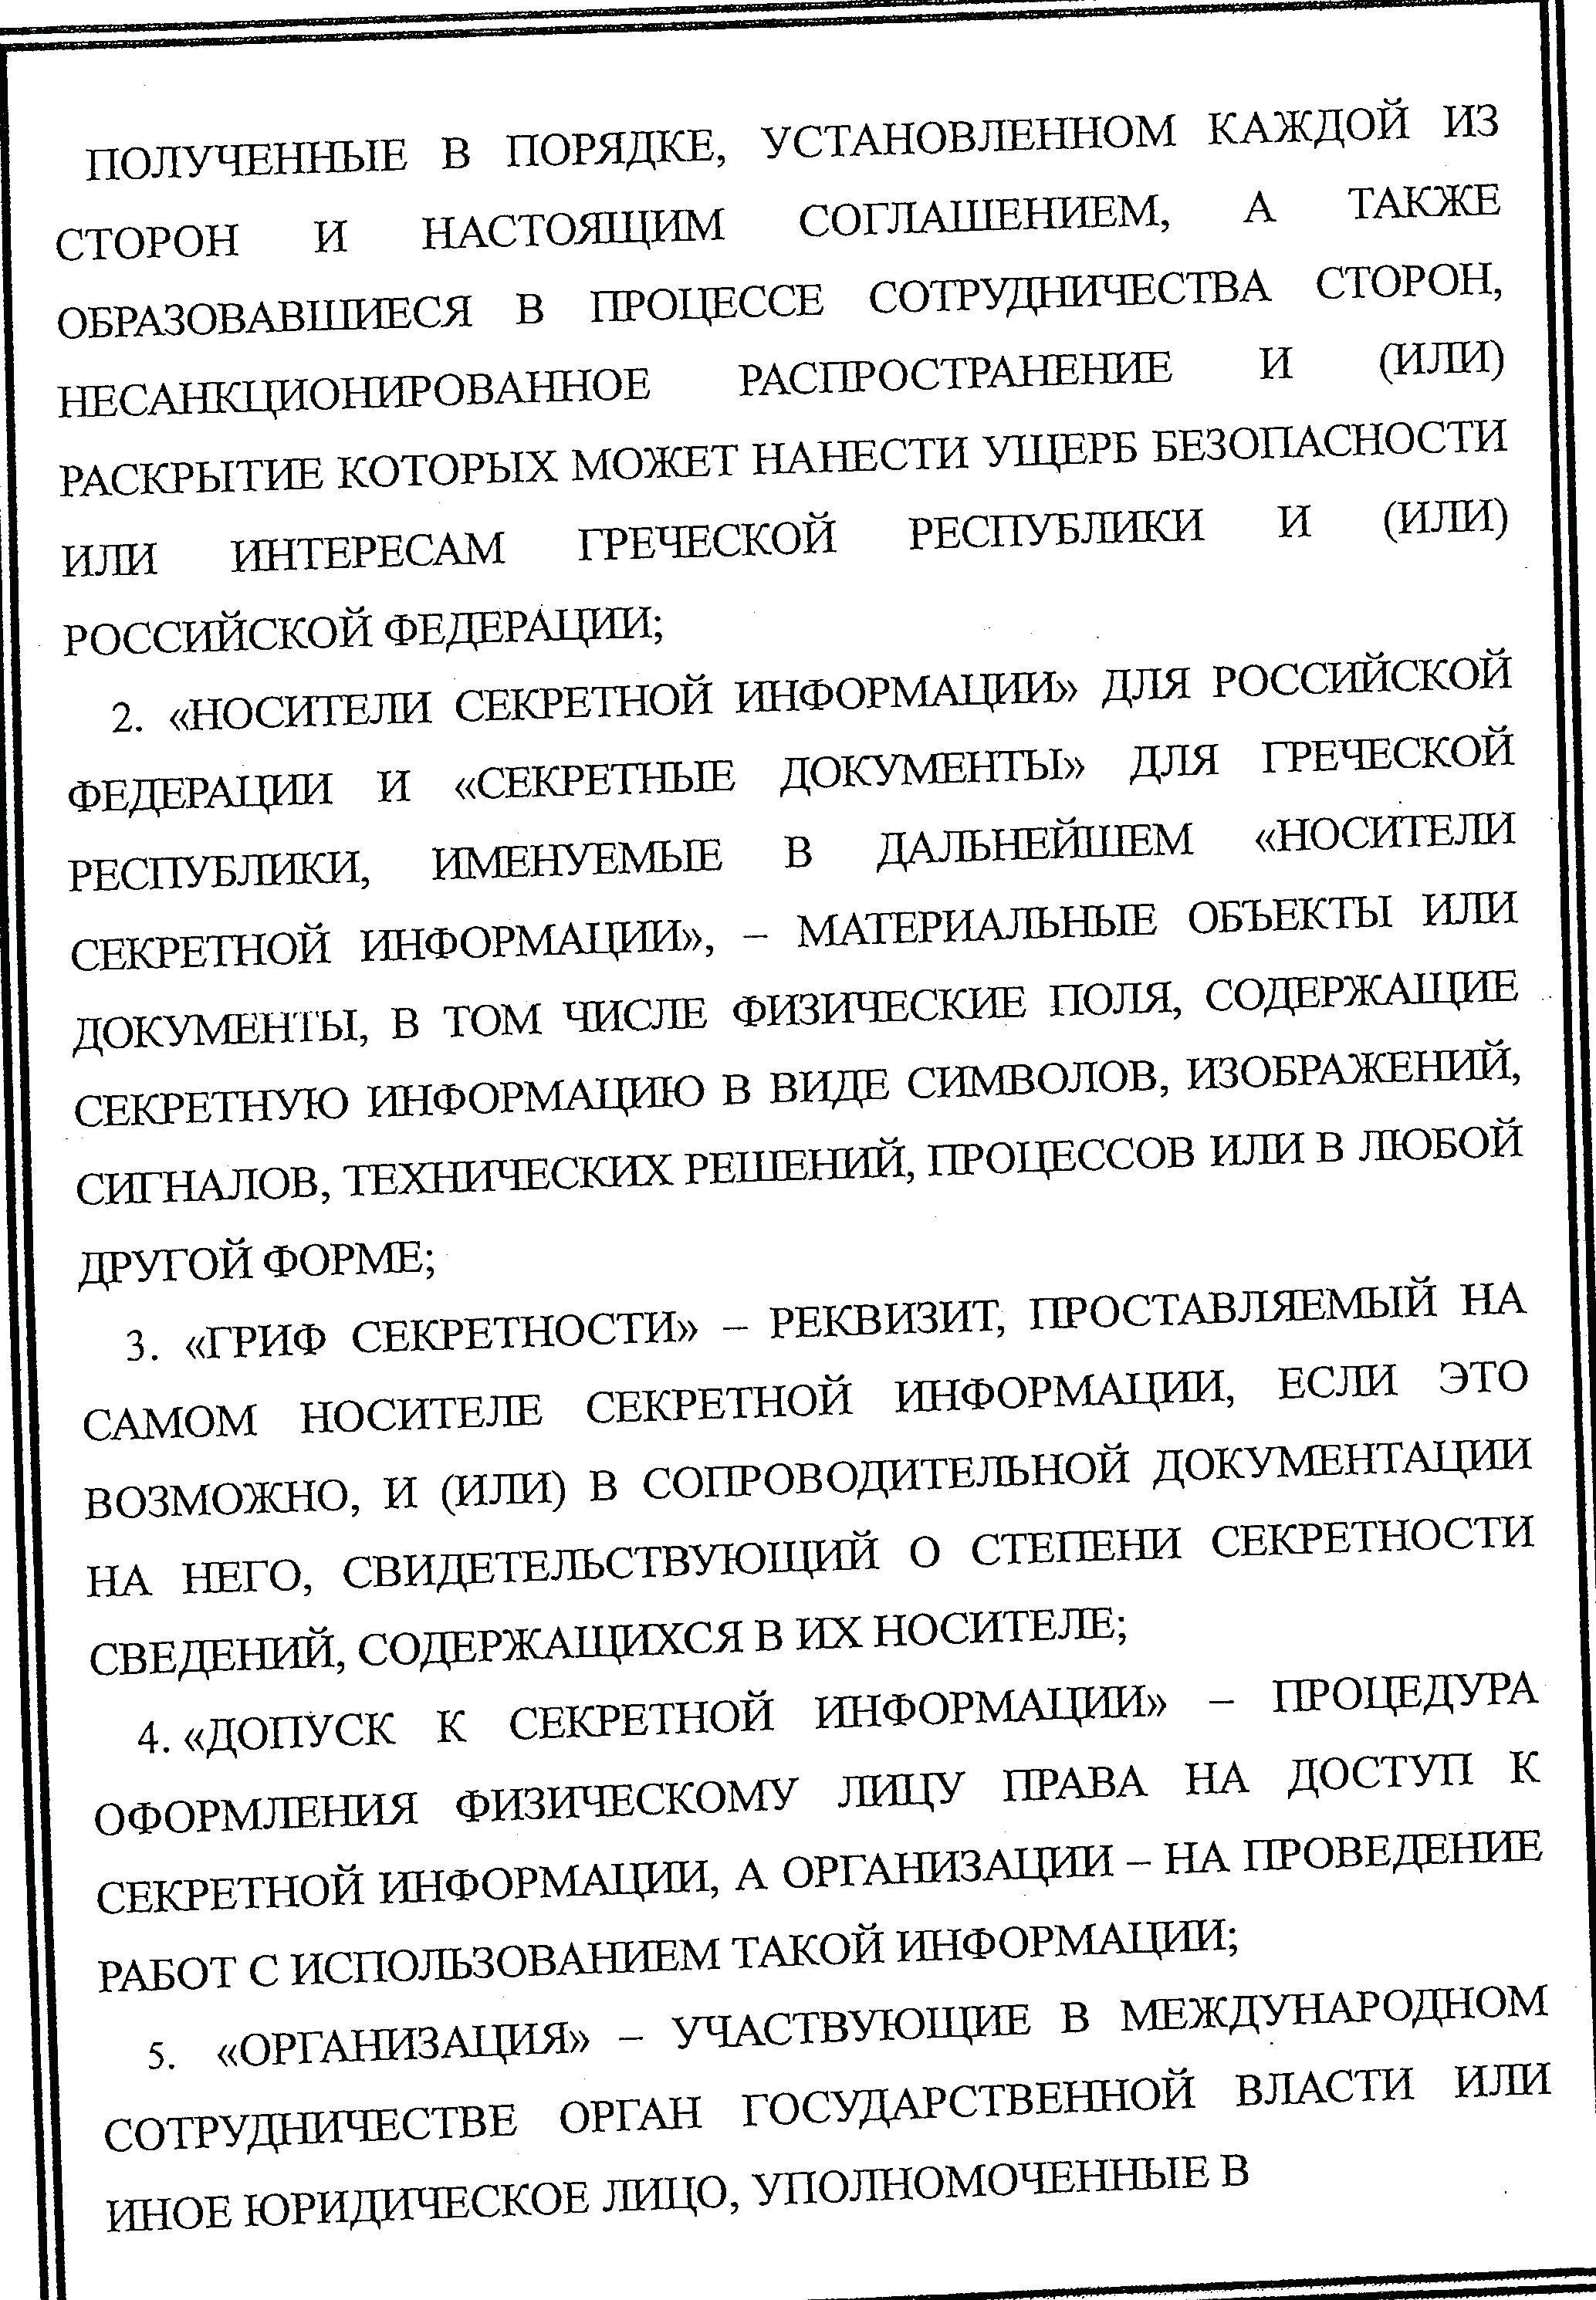 ПОЛУЧЕННЫЕ В ПОРЯДКЕ, УСТАНОВЛЕННОМ КАЖДОЙ ИЗ
СТОРОН И НАСТОЯЩИМ СОГЛАШЕНИЕМ, А ТАКЖЕ
ОБРАЗОВАВШИЕСЯ В ПРОЦЕССЕ СОТРУДНИЧЕСТВА СТОРОН,
НЕСАНКЦИОНИРОВАННОЕ РАСПРОСТРАНЕНИЕ И (ИЛИ)
РАСКРЫТИЕ КОТОРЫХ МОЖЕТ НАНЕСТИ УЩЕРБ БЕЗОПАСНОСТИ
ИЛИ ИНТЕРЕСАМ ГРЕЧЕСКОЙ РЕСПУБЛИКИ И (ИЛИ)
РОССИЙСКОЙ ФЕДЕРАЦИИ;
2. «НОСИТЕЛИ СЕКРЕТНОЙ ИНФОРМАЦИИ» ДЛЯ РОССИЙСКОЙ
ФЕДЕРАЦИИ И «СЕКРЕТНЫЕ ДОКУМЕНТЫ» ДЛЯ ГРЕЧЕСКОЙ
РЕСПУБЛИКИ, ИМЕНУЕМЫЕ В ДАЛЬНЕЙШЕМ «НОСИТЕЛИ
СЕКРЕТНОЙ ИНФОРМАЦИИ», – МАТЕРИАЛЬНЫЕ ОБЪЕКТЫ ИЛИ
ДОКУМЕНТЫ, В ТОМ ЧИСЛЕ ФИЗИЧЕСКИЕ ПОЛЯ, СОДЕРЖАЩИЕ
СЕКРЕТНУЮ ИНФОРМАЦИЮ В ВИДЕ СИМВОЛОВ, ИЗОБРАЖЕНИЙ,
СИГНАЛОВ, ТЕХНИЧЕСКИХ РЕШЕНИЙ, ПРОЦЕССОВ ИЛИ В ЛЮБОЙ
ДРУГОЙ ФОРМЕ;
3. «ГРИФ СЕКРЕТНОСТИ» – РЕКВИЗИТ, ПРОСТАВЛЯЕМЫЙ НА
САМОМ НОСИТЕЛЕ СЕКРЕТНОЙ ИНФОРМАЦИИ, ЕСЛИ ЭТО
ВОЗМОЖНО, И (ИЛИ) В СОПРОВОДИТЕЛЬНОЙ ДОКУМЕНТАЦИИ
НА НЕГО, СВИДЕТЕЛЬСТВУЮЩИЙ О СТЕПЕНИ СЕКРЕТНОСТИ
СВЕДЕНИЙ, СОДЕРЖАЩИХСЯ В ИХ НОСИТЕЛЕ;
4. «ДОПУСК К СЕКРЕТНОЙ ИНФОРМАЦИИ» – ПРОЦЕДУРА
ОФОРМЛЕНИЯ ФИЗИЧЕСКОМУ ЛИЦУ ПРАВА НА ДОСТУП К
СЕКРЕТНОЙ ИНФОРМАЦИИ, А ОРГАНИЗАЦИИ – НА ПРОВЕДЕНИЕ
РАБОТ С ИСПОЛЬЗОВАНИЕМ ТАКОЙ ИНФОРМАЦИИ;
5. «ОРГАНИЗАЦИЯ» – УЧАСТВУЮЩИЕ В МЕЖДУНАРОДНОМ
СОТРУДНИЧЕСТВЕ ОРГАН ГОСУДАРСТВЕННОЙ ВЛАСТИ ИЛИ
ИНОЕ ЮРИДИЧЕСКОЕ ЛИЦО, УПОЛНОМОЧЕННЫЕ В